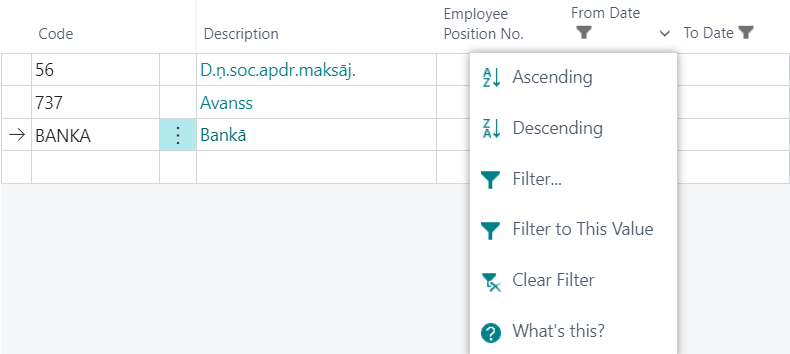 Code
Description
Employee
Position No.
From Date
To Date
56
D.ņ.soc.apdr.maksāj.
737
Avanss
BANKA
Bankā
Ascending
Descending
Filter...
Filter to This Value
Clear Filter
What's this?